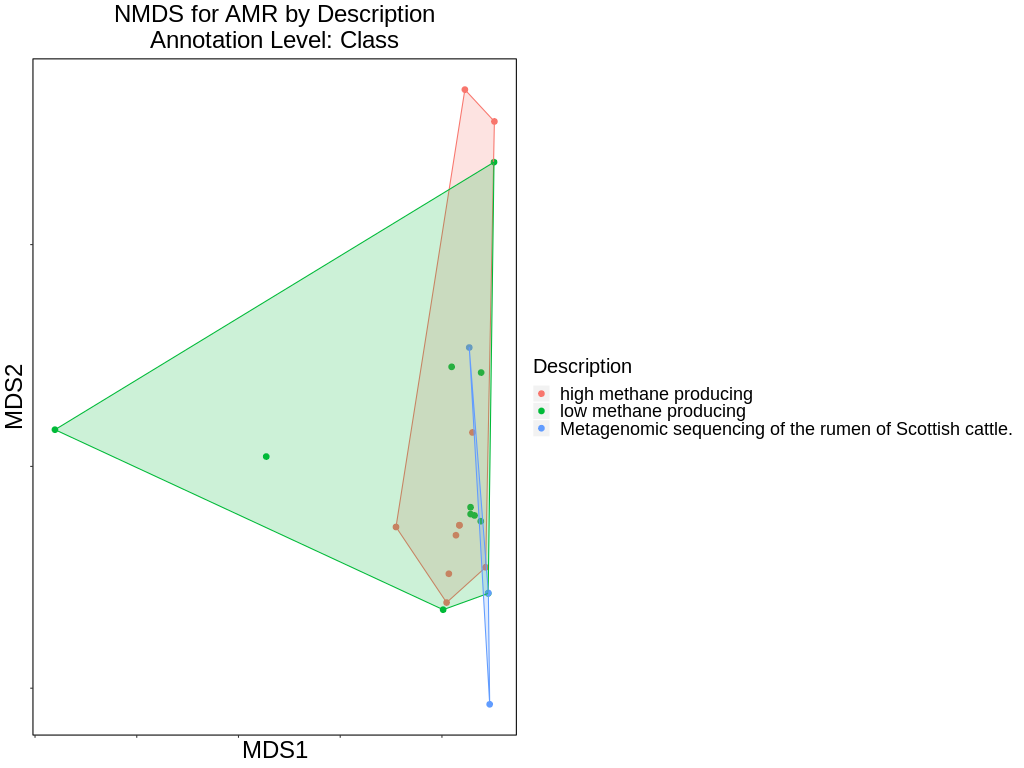 NMDS for AMR by Description
Annotation Level: Class
MDS2
Description
high methane producing
low methane producing
Metagenomic sequencing of the rumen of Scottish cattle.
MDS1